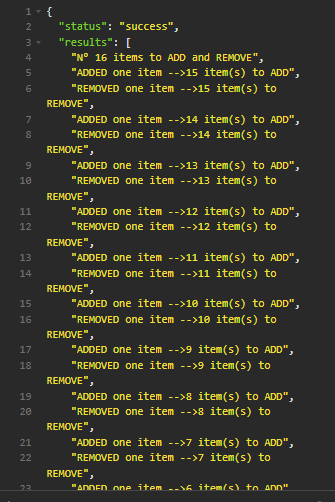 1 {
2 "status": "success",
3 "results": [
4 "Nº 16 items to ADD and REMOVE",
5 "ADDED one item -->15 item(s) to ADD",
6 "REMOVED one item -->15 item(s) to
REMOVE",
7 "ADDED one item -->14 item(s) to ADD",
8 "REMOVED one item -->14 item(s) to
REMOVE",
9 "ADDED one item -->13 item(s) to ADD",
10 "REMOVED one item -->13 item(s) to
REMOVE",
11 "ADDED one item -->12 item(s) to ADD",
12 "REMOVED one item -->12 item(s) to
REMOVE",
13 "ADDED one item -->11 item(s) to ADD",
14 "REMOVED one item -->11 item(s) to
REMOVE",
15 "ADDED one item -->10 item(s) to ADD",
16 "REMOVED one item -->10 item(s) to
REMOVE",
17 "ADDED one item -->9 item(s) to ADD",
18 "REMOVED one item -->9 item(s) to
REMOVE",
19 "ADDED one item -->8 item(s) to ADD",
20 "REMOVED one item -->8 item(s) to
REMOVE",
21 "ADDED one item -->7 item(s) to ADD",
22 "REMOVED one item -->7 item(s) to
REMOVE",
23 "ADDED one item -->6 item(s) to ADD",